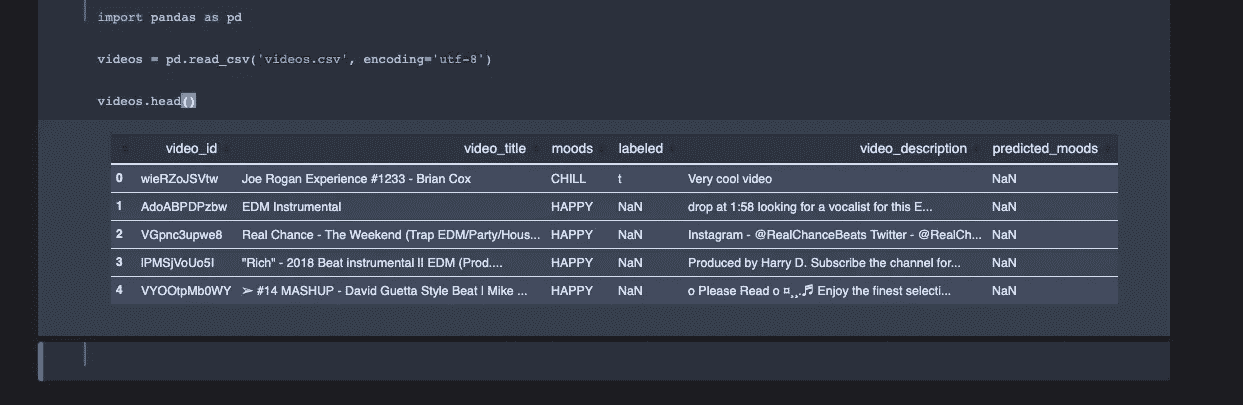 import pandas as pd
videos = pd.read_csv('videos.csv', encoding='utf-8')
videos.head()
video_id video_title moods labeled video_description predicted_moods
0 wieRZoJSVtw Joe Rogan Experience #1233 - Brian Cox CHILL t Very cool video NaN
1 AdoABPDPzbw EDM Instrumental HAPPY NaN drop at 1:58 looking for a vocalist for this E... NaN
2 VGpnc3upwe8 Real Chance - The Weekend (Trap EDM/Party/Hous... HAPPY NaN Instagram - @RealChanceBeats Twitter - @RealCh... NaN
3 lPMSjVoUo5I "Rich" - 2018 Beat instrumental ll EDM (Prod.... HAPPY NaN Produced by Harry D. Subscribe the channel for... NaN
4 VYOOtpMb0WY ➢ #14 MASHUP - David Guetta Style Beat | Mike ... HAPPY NaN o Please Read o ¤¸¸.♬ Enjoy the finest selecti... NaN